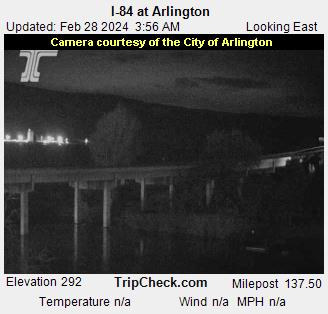 I-84 at Arlington
Updated: Feb 28 2024 3:56 AM Looking East
Camera courtesy of the City of Arlington
Elevation 292 TripCheck.com Milepost 137.50
Temperature n/a Wind n/a MPH n/a